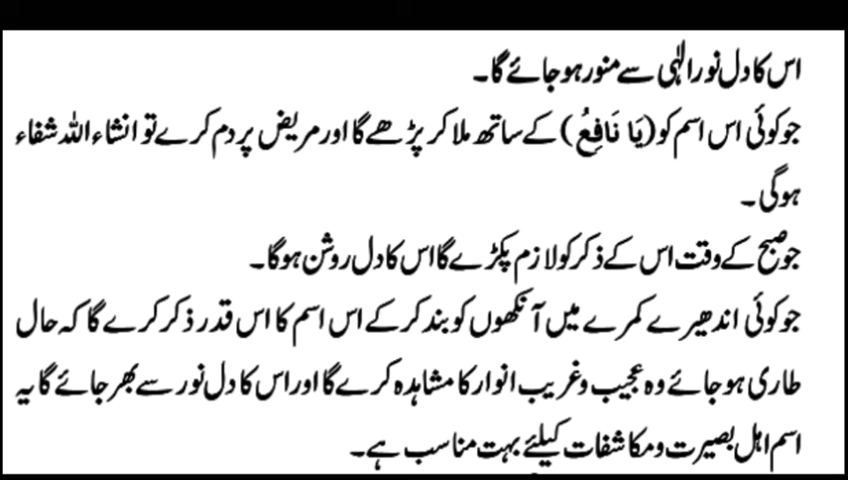 اس کا دل نور الٰہی سے منور ہو جائے گا۔
جو کوئی اس اسم کو (یَا نَافِعُ) کے ساتھ ملا کر پڑھے گا اور مریض پر دم کرے تو انشاء اللہ شفاء
ہوگی۔
جو صبح کے وقت اس کے ذکر کو لازم پکڑے گا اس کا دل روشن ہوگا۔
جو کوئی اندھیرے کمرے میں آنکھوں کو بند کر کے اس اسم کا اس قدر ذکر کرے گا کہ حال
طاری ہو جائے وہ عجیب و غریب انوار کا مشاہدہ کرے گا اور اس کا دل نور سے بھر جائے گا یہ
اسم اہل بصیرت و مکاشفات کیلئے بہت مناسب ہے۔